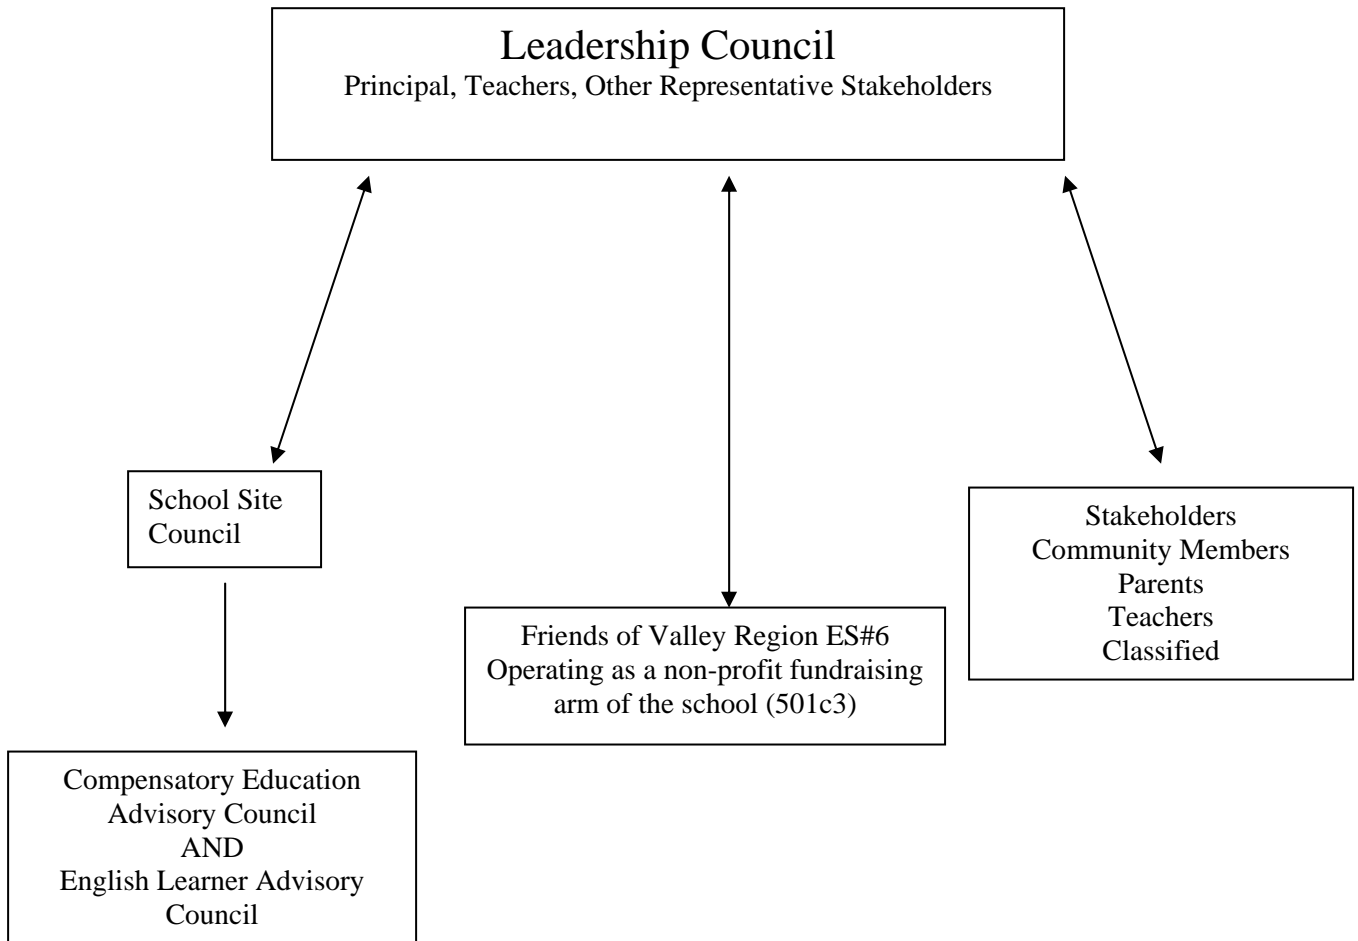 Leadership Council
Principal, Teachers, Other Representative Stakeholders
School Site
Council
Stakeholders
Community Members
Parents
Teachers
Classified
Friends of Valley Region ES#6
Operating as a non-profit fundraising
arm of the school (501c3)
Compensatory Education
Advisory Council
AND
English Learner Advisory
Council